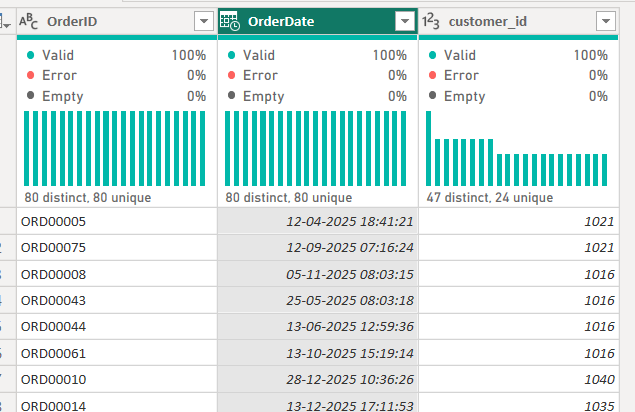 ABC OrderID OrderDate 123 customer_id
Valid 100% Valid 100% Valid 100%
Error 0% Error 0% Error 0%
Empty 0% Empty 0% Empty 0%
80 distinct, 80 unique 80 distinct, 80 unique 47 distinct, 24 unique
ORD00005 12-04-2025 18:41:21 1021
ORD00075 12-09-2025 07:16:24 1021
ORD00008 05-11-2025 08:03:15 1016
ORD00043 25-05-2025 08:03:18 1016
ORD00044 13-06-2025 12:59:36 1016
ORD00061 13-10-2025 15:19:14 1016
ORD00010 28-12-2025 10:36:26 1040
ORD00014 13-12-2025 17:11:53 1035